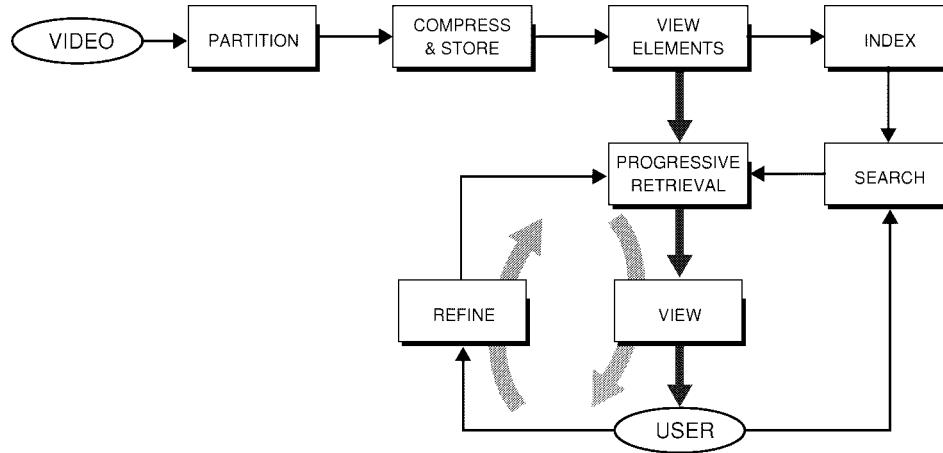 VIDEO
PARTITION
COMPRESS
& STORE
VIEW
ELEMENTS
INDEX
PROGRESSIVE
RETRIEVAL
SEARCH
REFINE
VIEW
USER